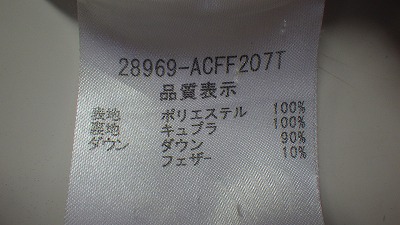 28969-ACFF207T
品質表示
表地 ポリエステル 100%
裏地 キュプラ 100%
ダウン ダウン 90%
フェザー 10%